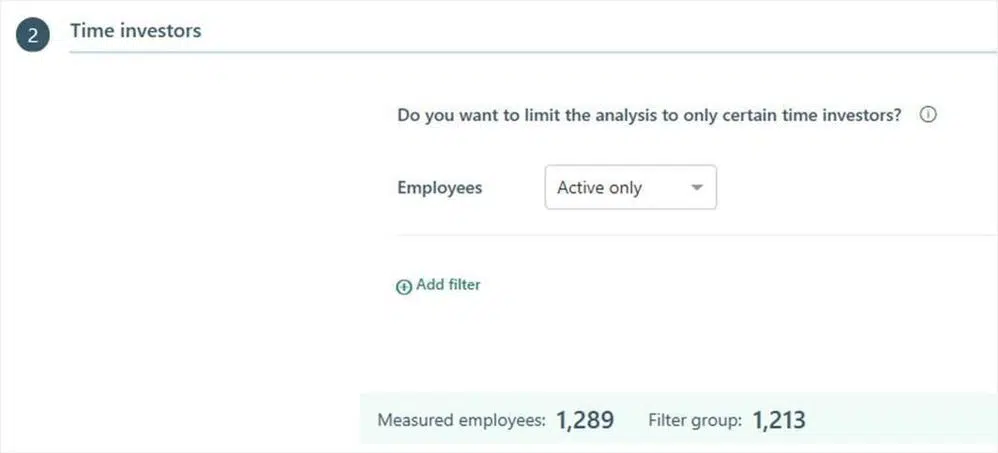 2 Time investors
Do you want to limit the analysis to only certain time investors?
Employees Active only
Add filter
Measured employees: 1,289 Filter group: 1,213